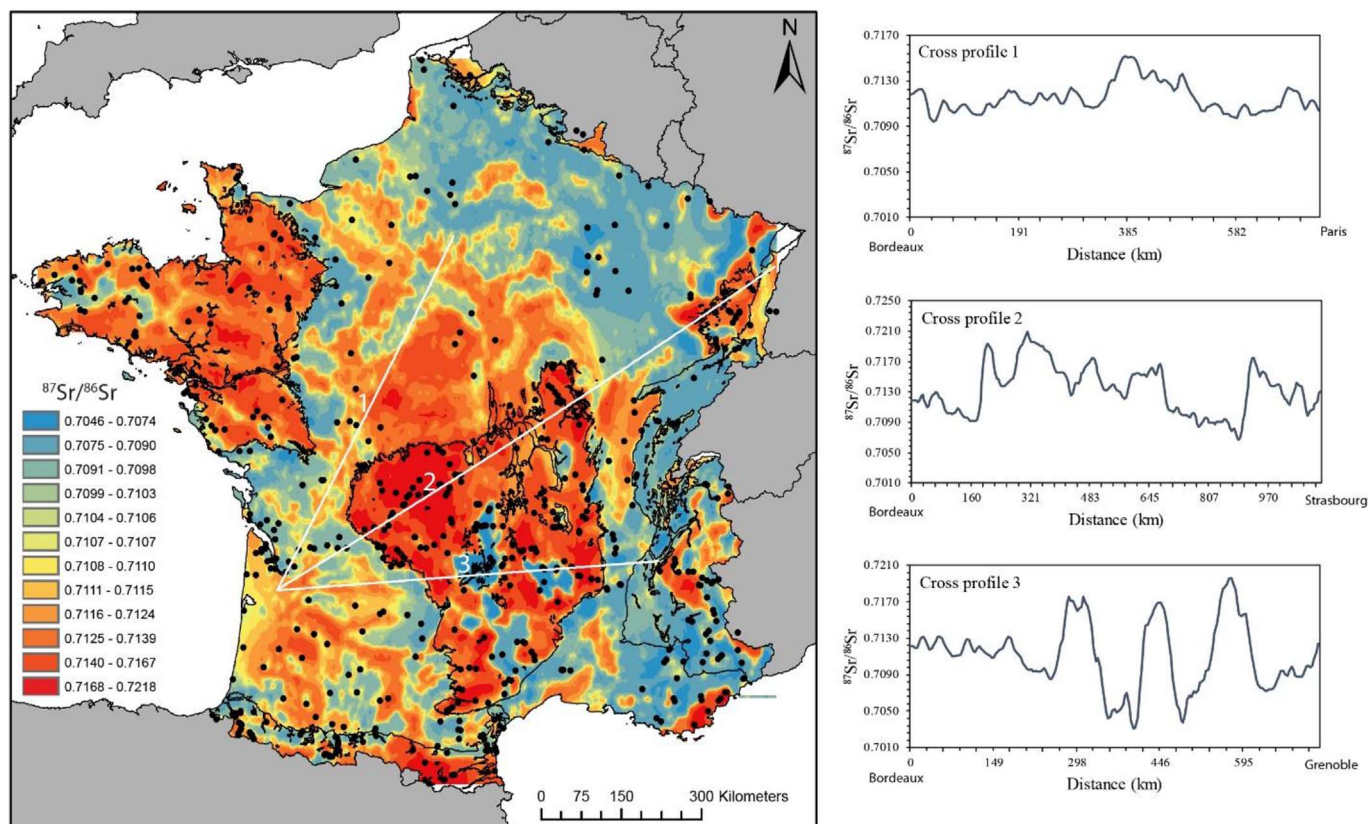 N
1
2
3
87Sr/86Sr
0.7046 - 0.7074
0.7075 - 0.7090
0.7091 - 0.7098
0.7099 - 0.7103
0.7104 - 0.7106
0.7107 - 0.7107
0.7108 - 0.7110
0.7111 - 0.7115
0.7116 - 0.7124
0.7125 - 0.7139
0.7140 - 0.7167
0.7168 - 0.7218
0 75 150 300 Kilometers
Cross profile 1
87Sr/86Sr
0.7170
0.7130
0.7090
0.7050
0.7010
0 191 385 582
Bordeaux Distance (km) Paris
Cross profile 2
87Sr/86Sr
0.7250
0.7210
0.7170
0.7130
0.7090
0.7050
0.7010
0 160 321 483 645 807 970
Bordeaux Distance (km) Strasbourg
Cross profile 3
87Sr/86Sr
0.7210
0.7170
0.7130
0.7090
0.7050
0.7010
0 149 298 446 595
Bordeaux Distance (km) Grenoble